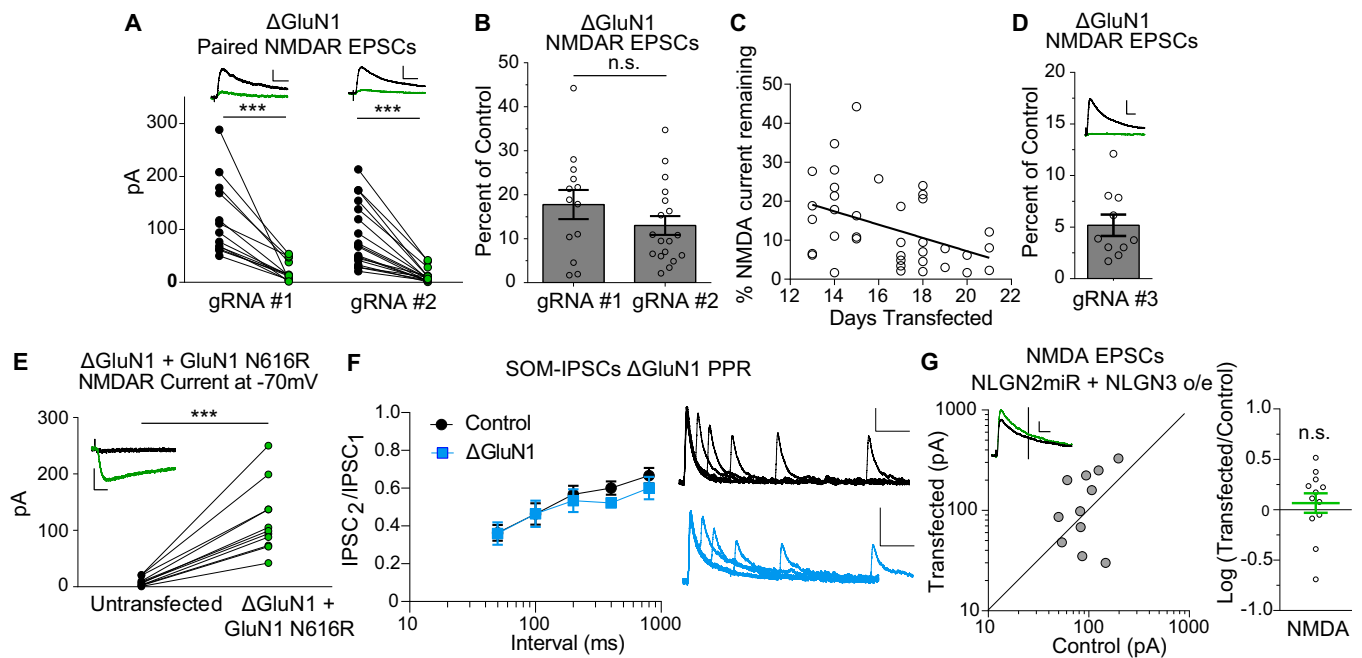 A
ΔGluN1
Paired NMDAR EPSCs
***
***
pA
300
200
100
0
gRNA #1
gRNA #2
B
ΔGluN1
NMDAR EPSCs
n.s.
Percent of Control
50
40
30
20
10
0
gRNA #1
gRNA #2
C
% NMDA current remaining
50
40
30
20
10
0
12
14
16
18
20
22
Days Transfected
D
ΔGluN1
NMDAR EPSCs
Percent of Control
20
15
10
5
0
gRNA #3
E
ΔGluN1 + GluN1 N616R
NMDAR Current at -70mV
***
pA
300
200
100
0
Untransfected
ΔGluN1 +
GluN1 N616R
F
SOM-IPSCs ΔGluN1 PPR
Control
ΔGluN1
IPSC2/IPSC1
1.0
0.8
0.6
0.4
0.2
0.0
10
100
1000
Interval (ms)
G
NMDA EPSCs
NLGN2miR + NLGN3 o/e
Transfected (pA)
1000
100
10
10
100
1000
Control (pA)
Log (Transfected/Control)
1.0
0.5
0
-0.5
-1.0
n.s.
NMDA